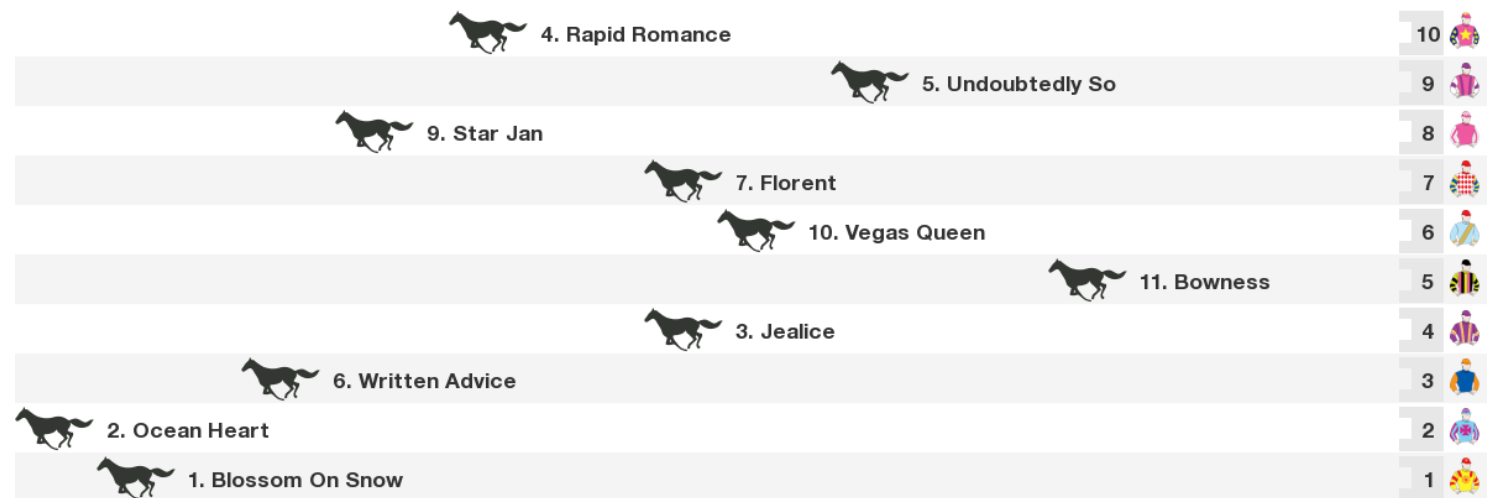 4. Rapid Romance 10
5. Undoubtedly So 9
9. Star Jan 8
7. Florent 7
10. Vegas Queen 6
11. Bowness 5
3. Jealice 4
6. Written Advice 3
2. Ocean Heart 2
1. Blossom On Snow 1